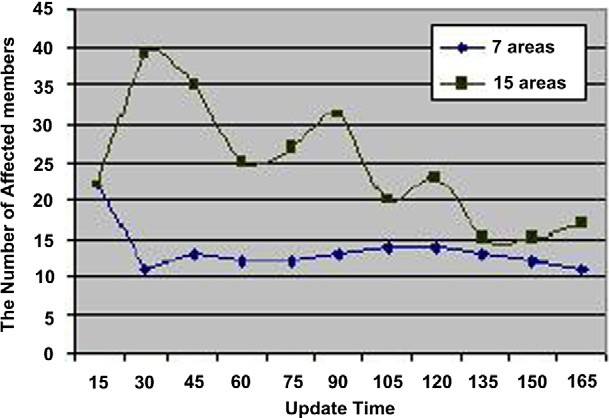 The Number of Affected members
45
40
35
30
25
20
15
10
5
0
7 areas
15 areas
15 30 45 60 75 90 105 120 135 150 165
Update Time